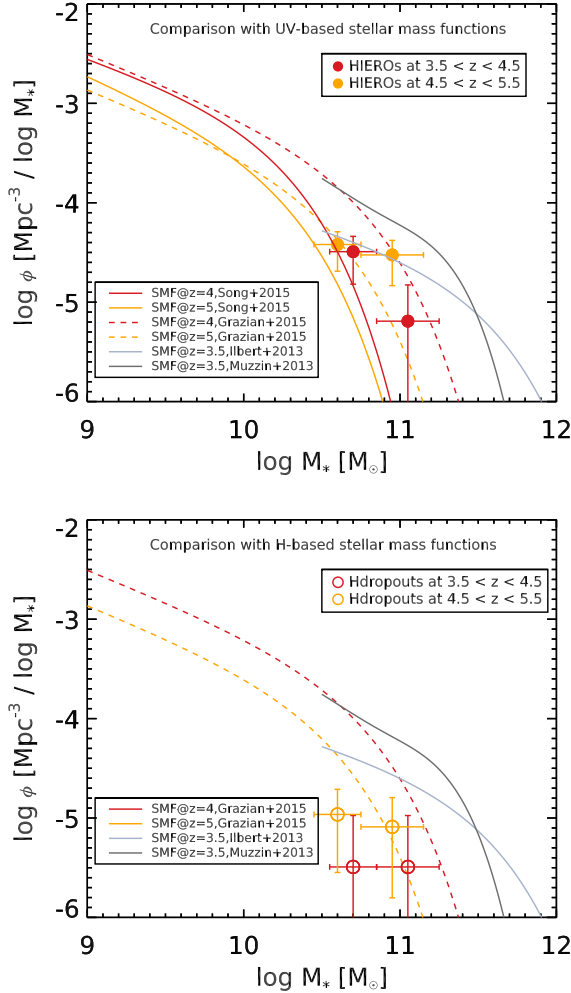 Comparison with UV-based stellar mass functions
HIEROs at 3.5 < z < 4.5
HIEROs at 4.5 < z < 5.5
-2
-3
-4
-5
-6
log ϕ [Mpc⁻³ / log M*]
SMF@z=4,Song+2015
SMF@z=5,Song+2015
SMF@z=4,Grazian+2015
SMF@z=5,Grazian+2015
SMF@z=3.5,Ilbert+2013
SMF@z=3.5,Muzzin+2013
9 10 11 12
log M* [M⊙]
Comparison with H-based stellar mass functions
Hdropouts at 3.5 < z < 4.5
Hdropouts at 4.5 < z < 5.5
-2
-3
-4
-5
-6
log ϕ [Mpc⁻³ / log M*]
SMF@z=4,Grazian+2015
SMF@z=5,Grazian+2015
SMF@z=3.5,Ilbert+2013
SMF@z=3.5,Muzzin+2013
9 10 11 12
log M* [M⊙]